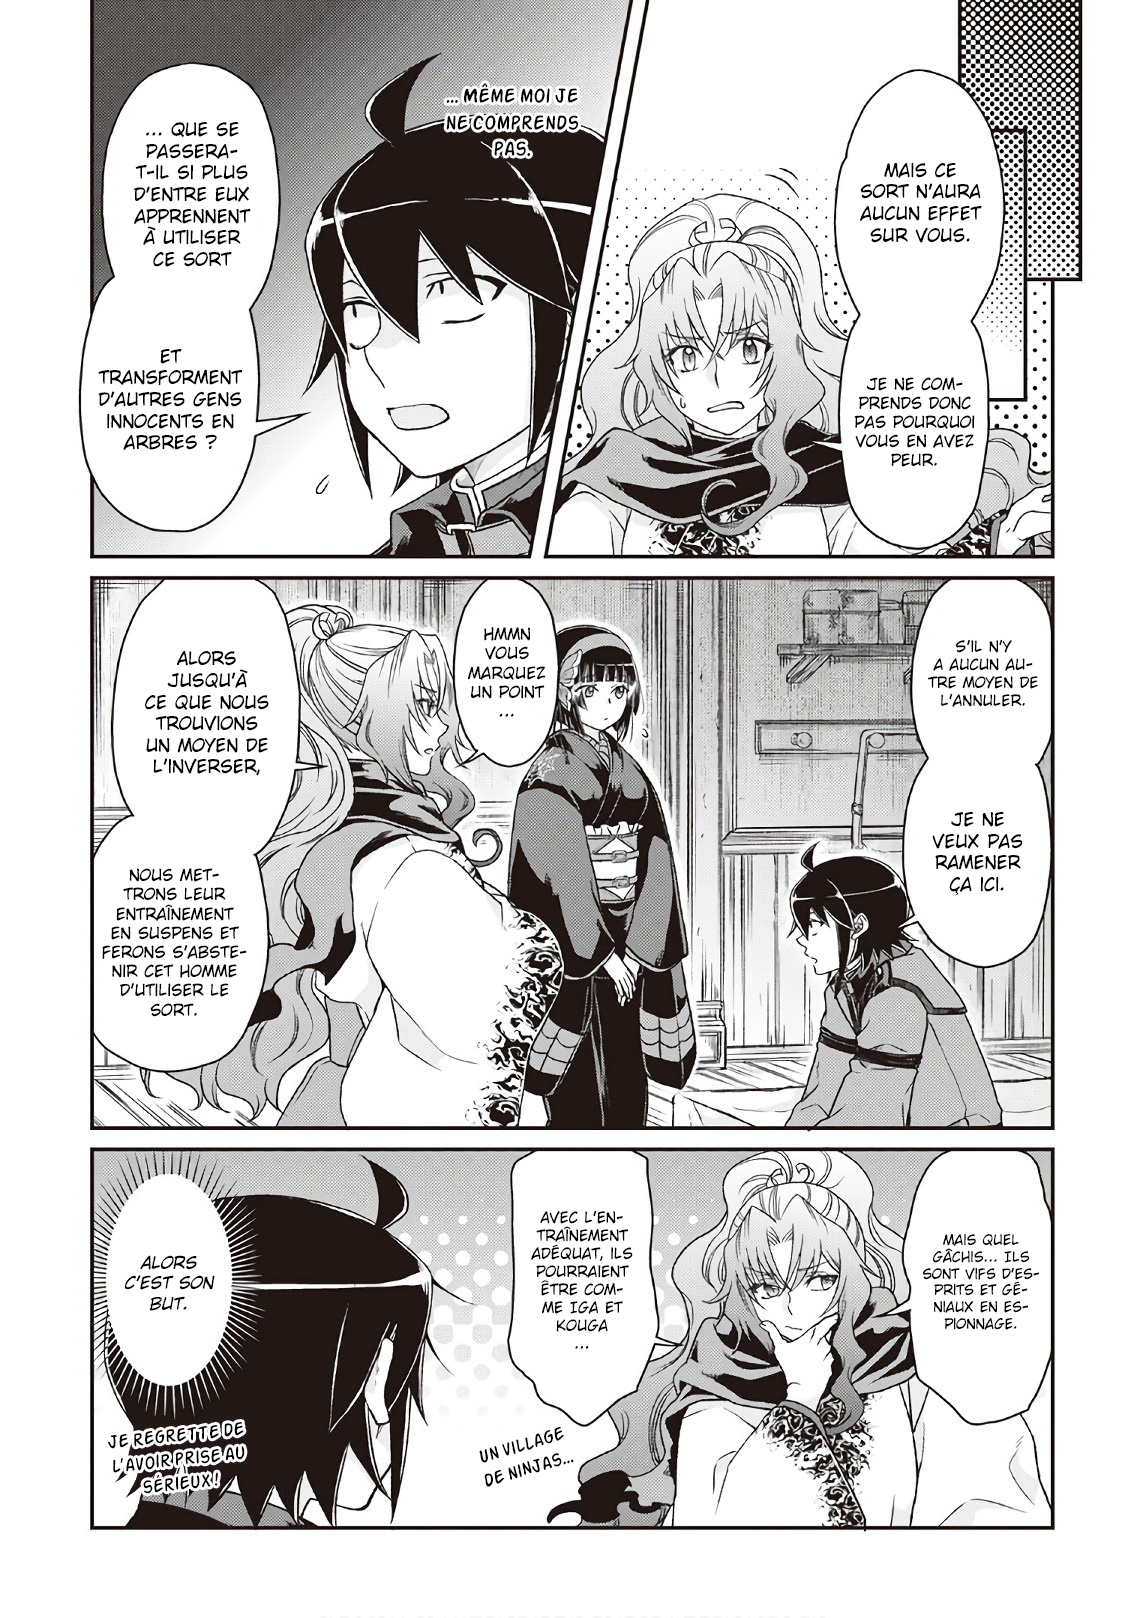 MAIS CE
SORT N'AURA
AUCUN EFFET
SUR VOUS.
JE NE COM-
PRENDS DONC
PAS POURQUOI
VOUS EN AVEZ
PEUR.
... MÊME MOI JE
NE COMPRENDS
PAS.
... QUE SE
PASSERA-
T-IL SI PLUS
D'ENTRE EUX
APPRENNENT
À UTILISER
CE SORT
ET
TRANSFORMENT
D'AUTRES GENS
INNOCENTS EN
ARBRES ?
S'IL N'Y
A AUCUN AU-
TRE MOYEN DE
L'ANNULER.
JE NE
VEUX PAS
RAMENER
ÇA ICI.
HMMN
VOUS
MARQUEZ
UN POINT
...
ALORS
JUSQU'À
CE QUE NOUS
TROUVIONS
UN MOYEN DE
L'INVERSER,
NOUS MET-
TRONS LEUR
ENTRAÎNEMENT
EN SUSPENS ET
FERONS S'ABSTE-
NIR CET HOMME
D'UTILISER LE
SORT.
MAIS QUEL
GÂCHIS... ILS
SONT VIFS D'ES-
PRITS ET GÉ-
NIAUX EN ES-
PIONNAGE.
AVEC L'EN-
TRAÎNEMENT
ADÉQUAT, ILS
POURRAIENT
ÊTRE COM-
ME IGA ET
KOUGA
...
UN VILLAGE
DE NINJAS...
ALORS
C'EST SON
BUT.
JE REGRETTE DE
L'AVOIR PRISE AU
SÉRIEUX !